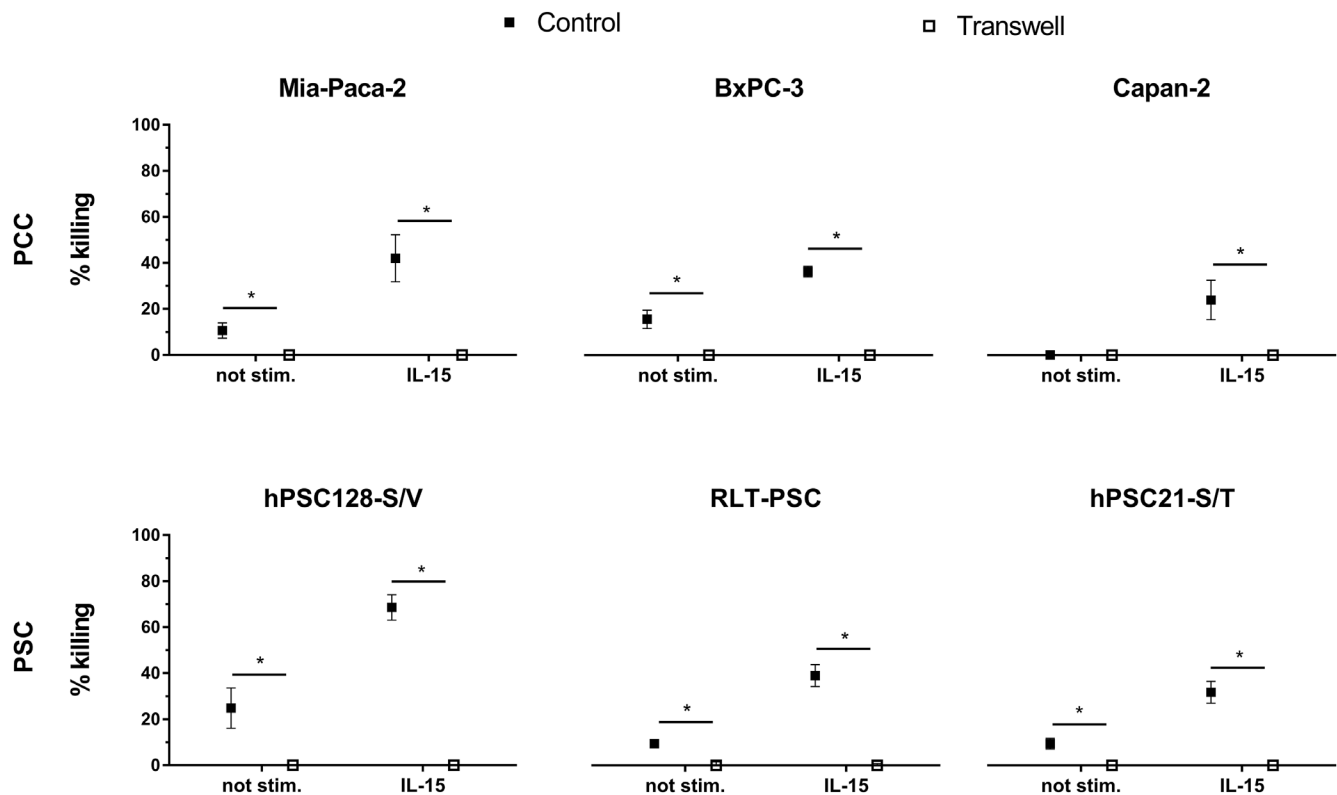 Control Transwell
Mia-Paca-2 BxPC-3 Capan-2
PCC
% killing
100
80
60
40
20
0
* * * * *
not stim. IL-15 not stim. IL-15 not stim. IL-15
hPSC128-S/V RLT-PSC hPSC21-S/T
PSC
% killing
100
80
60
40
20
0
* * * * * *
not stim. IL-15 not stim. IL-15 not stim. IL-15